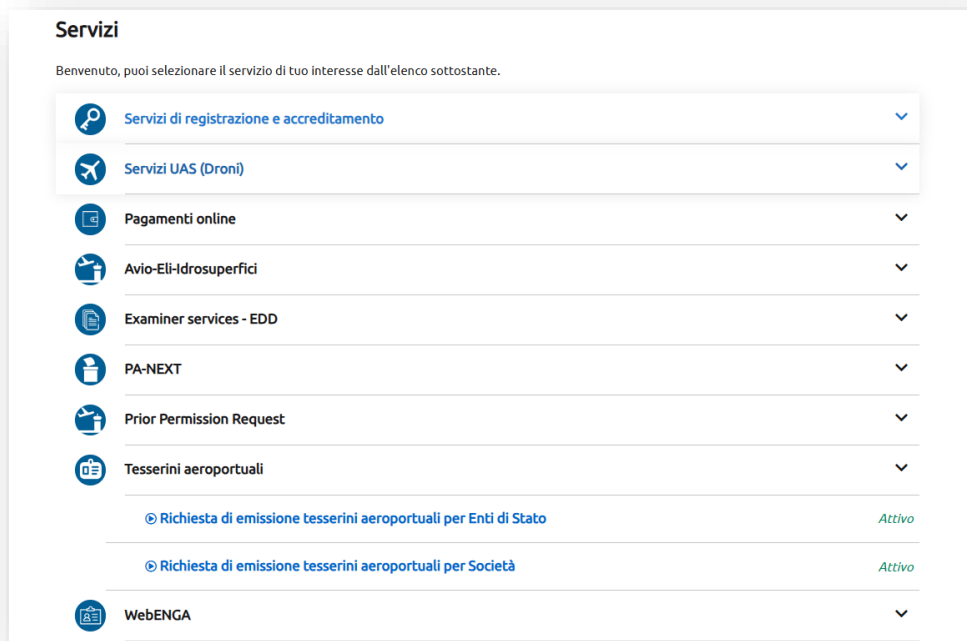 Servizi
Benvenuto, puoi selezionare il servizio di tuo interesse dall'elenco sottostante.
Servizi di registrazione e accreditamento
Servizi UAS (Droni)
Pagamenti online
Avio-Eli-Idrosuperfici
Examiner services - EDD
PA-NEXT
Prior Permission Request
Tesserini aeroportuali
Richiesta di emissione tesserini aeroportuali per Enti di Stato Attivo
Richiesta di emissione tesserini aeroportuali per Società Attivo
WebENGA